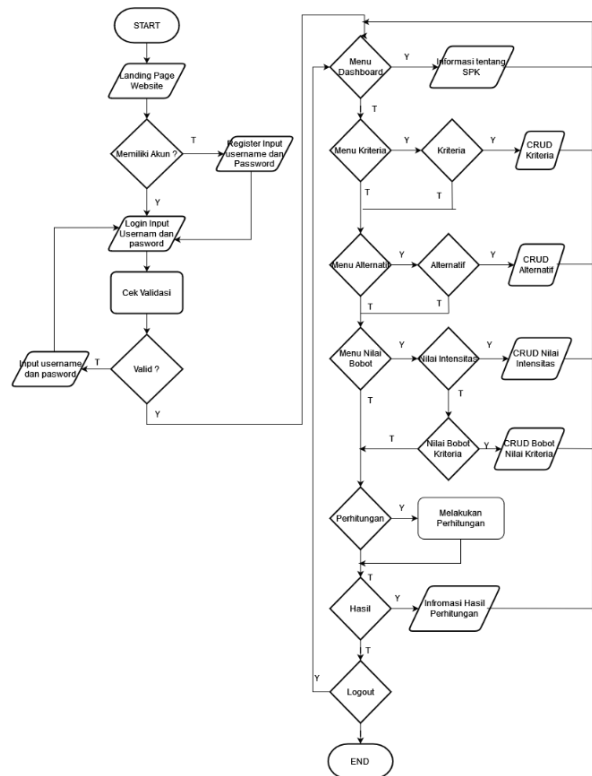 START
Landing Page
Website
Memiliki Akun ?
T
Register Input
username dan
Password
Y
Login Input
Usernam dan
pasword
Cek Validasi
Valid ?
T
Input username
dan pasword
Y
Menu
Dashboard
Y
Informasi tentang
SPK
T
Menu Kriteria
Y
Kriteria
Y
CRUD
Kriteria
T
T
Menu Alternatif
Y
Alternatif
Y
CRUD
Alternatif
T
T
Menu Nilai
Bobot
Y
Nilai Intensitas
Y
CRUD Nilai
Intensitas
T
T
Nilai Bobot
Kriteria
T
Y
CRUD Bobot
Nilai Kriteria
Perhitungan
Y
Melakukan
Perhitungan
T
Hasil
Y
Infromasi Hasil
Perhitungan
T
Logout
Y
END